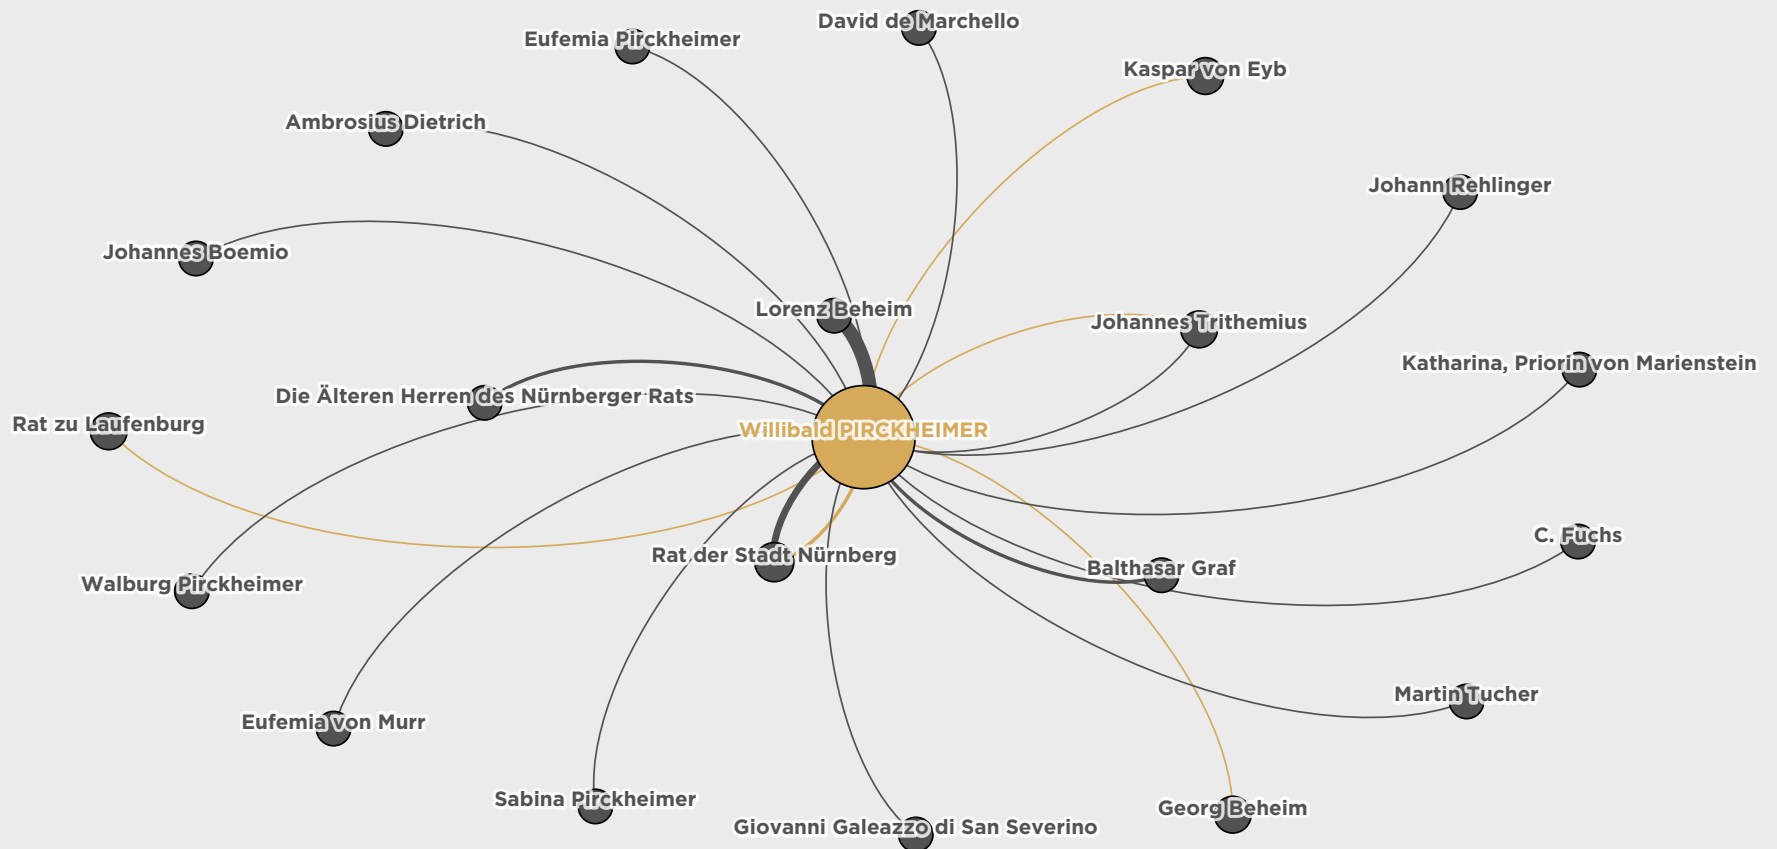 David de Marchello
Eufemia Pirckheimer
Kaspar von Eyb
Ambrosius Dietrich
Johann Rehlinger
Johannes Boemio
Lorenz Beheim
Johannes Trithemius
Katharina, Priorin von Marienstein
Die Älteren Herren des Nürnberger Rats
Rat zu Laufenburg
Willibald PIRCKHEIMER
C. Fuchs
Rat der Stadt Nürnberg
Balthasar Graf
Walburg Pirckheimer
Martin Tucher
Eufemia von Murr
Sabina Pirckheimer
Georg Beheim
Giovanni Galeazzo di San Severino